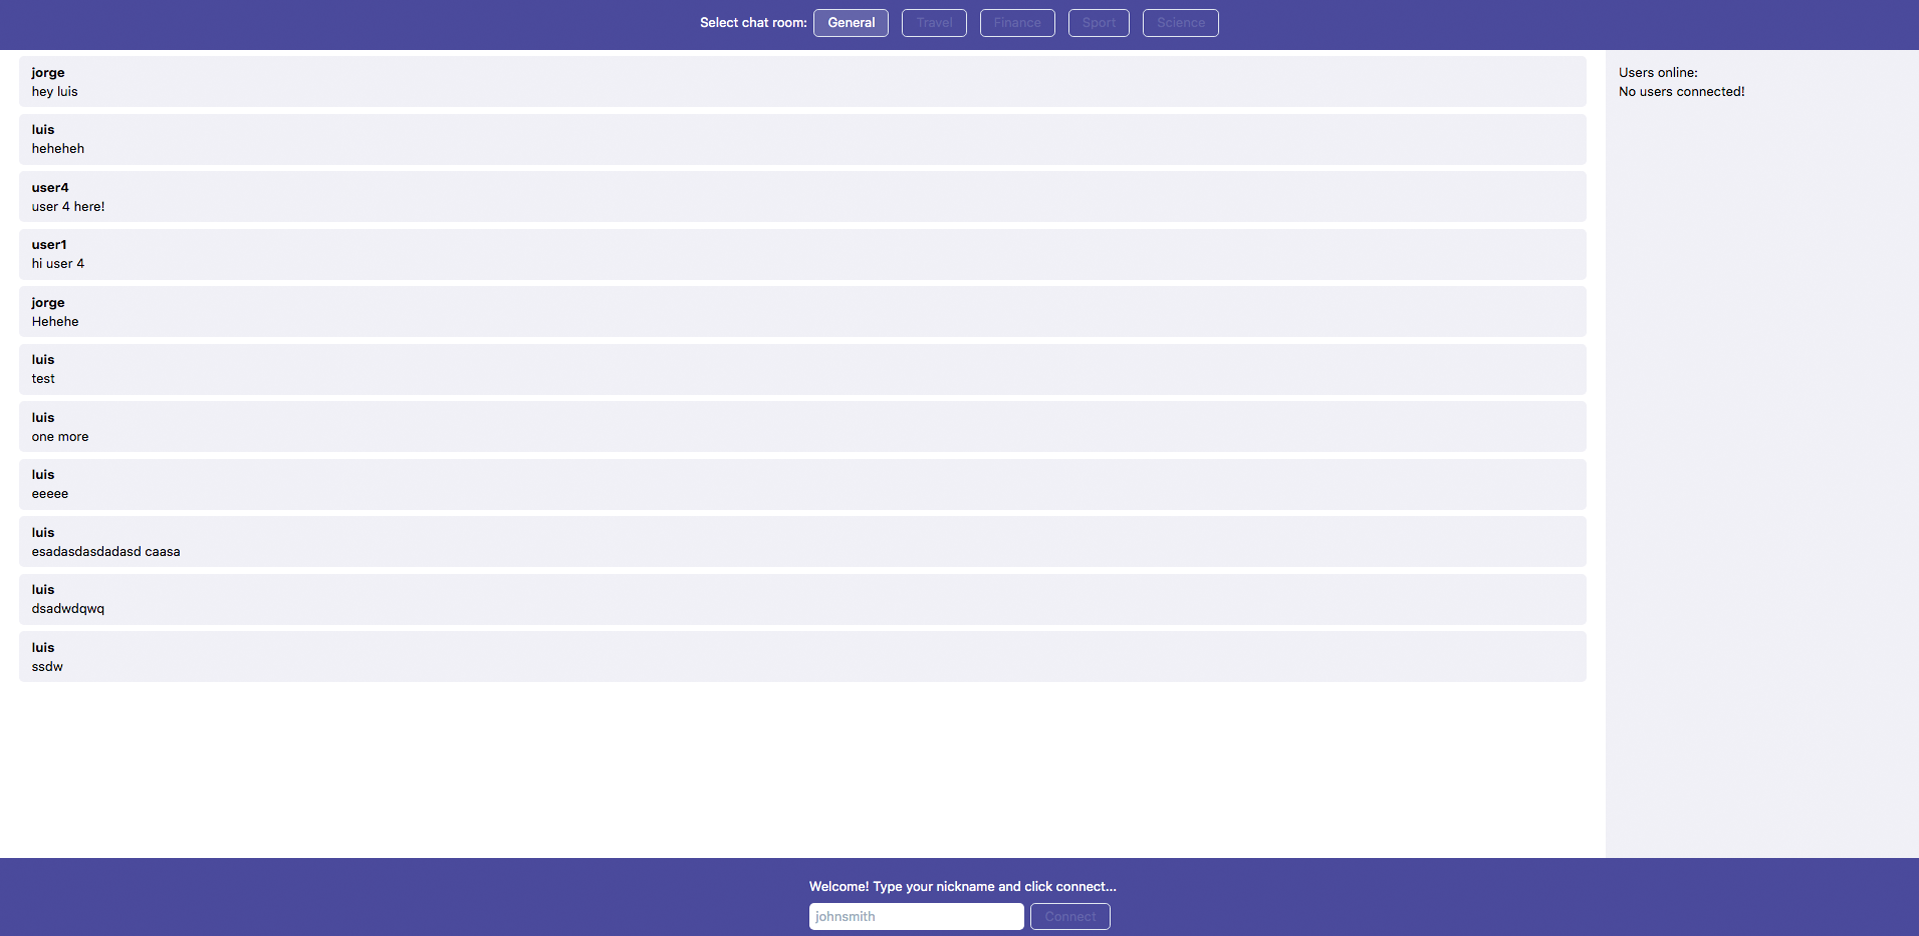 Select chat room: General Travel Finance Sport Science
jorge
hey luis
luis
heheheh
user4
user 4 here!
user1
hi user 4
jorge
Hehehe
luis
test
luis
one more
luis
eeeee
luis
esadasdasdadasd caasa
luis
dsadwdqwq
luis
ssdw
Users online:
No users connected!
Welcome! Type your nickname and click connect...
johnsmith Connect